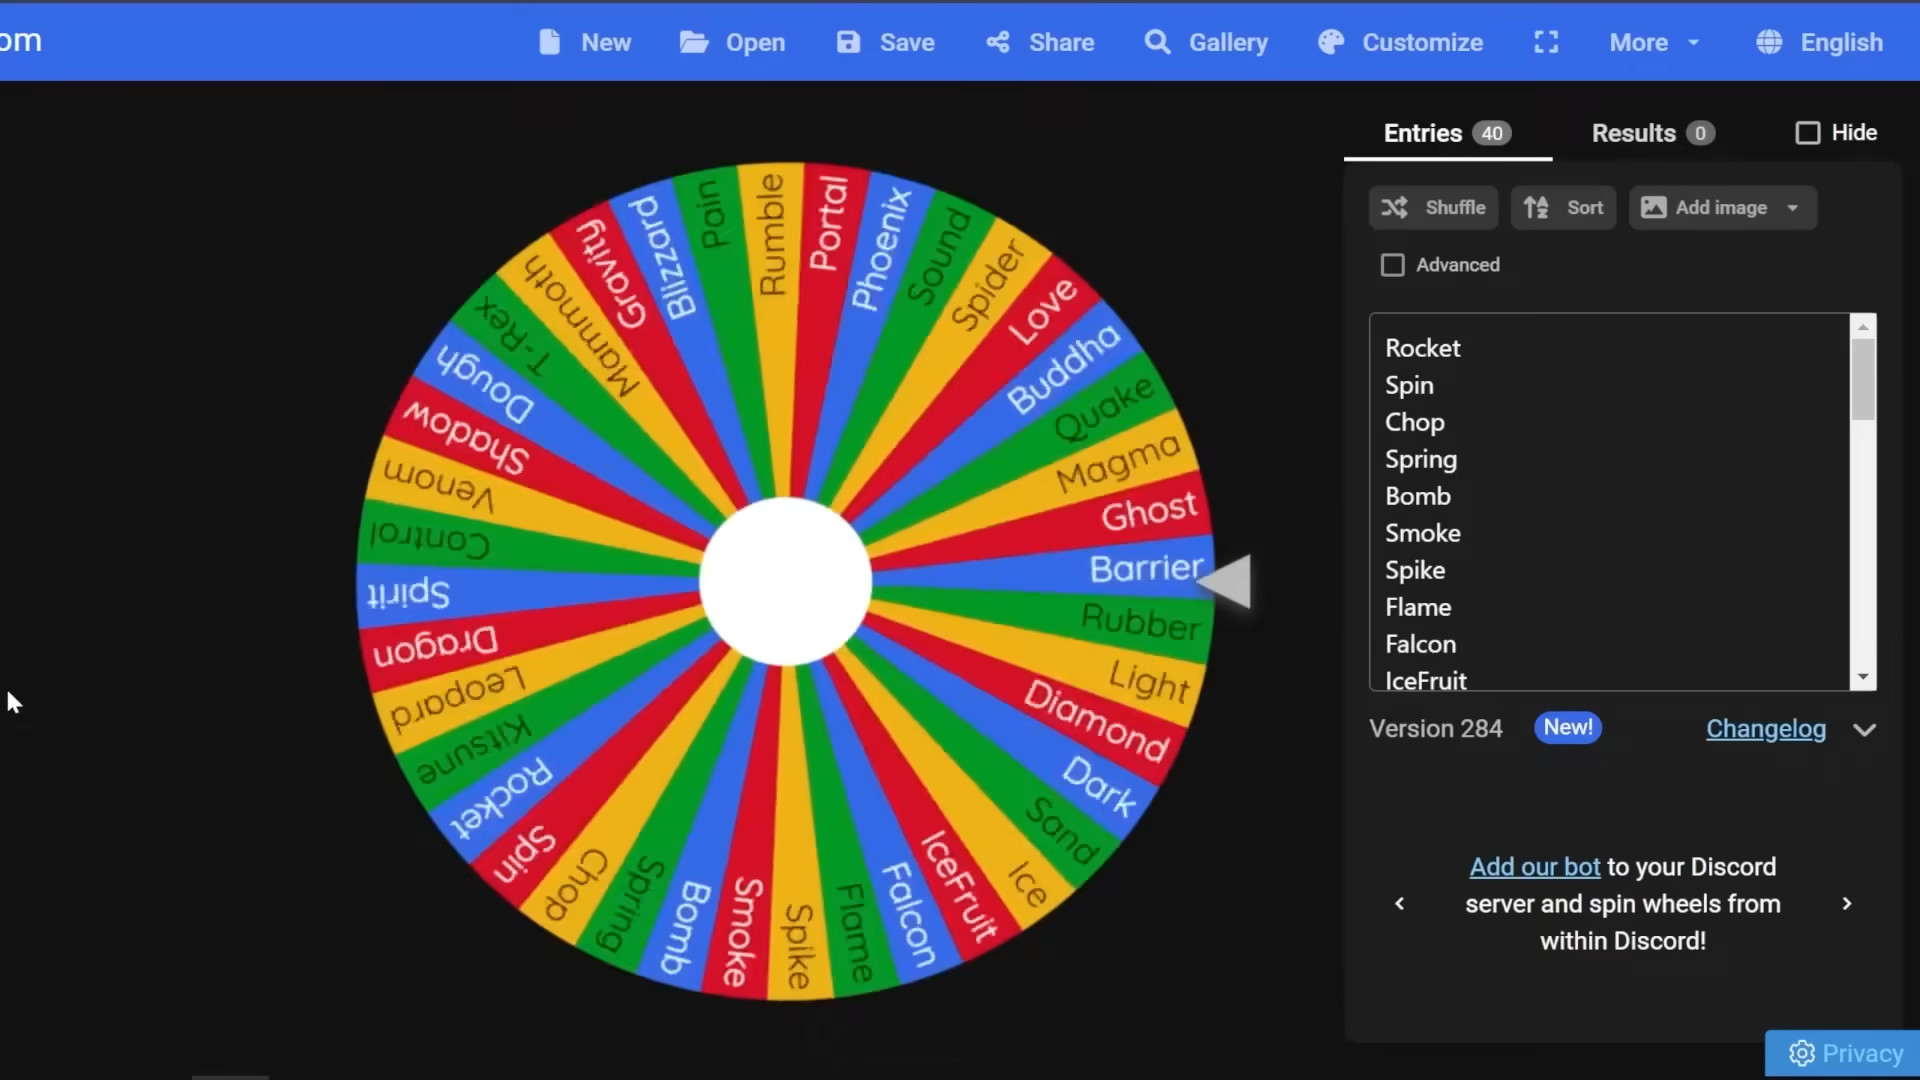 om
New
Open
Save
Share
Gallery
Customize
More
English
Entries 40
Results 0
Hide
Shuffle
Sort
Add image
Advanced
Rocket
Spin
Chop
Spring
Bomb
Smoke
Spike
Flame
Falcon
IceFruit
Version 284
New!
Changelog
Add our bot to your Discord
server and spin wheels from
within Discord!
Privacy
Rumble
Portal
Phoenix
Sound
Spider
Love
Buddha
Quake
Magma
Ghost
Barrier
Rubber
Light
Diamond
Dark
Sand
Ice
IceFruit
Falcon
Flame
Spike
Smoke
Bomb
Spring
Chop
Spin
Rocket
Kitsune
Leopard
Dragon
Spirit
Control
Venom
Shadow
Dough
T-Rex
Mammoth
Gravity
Blizzard
Pain